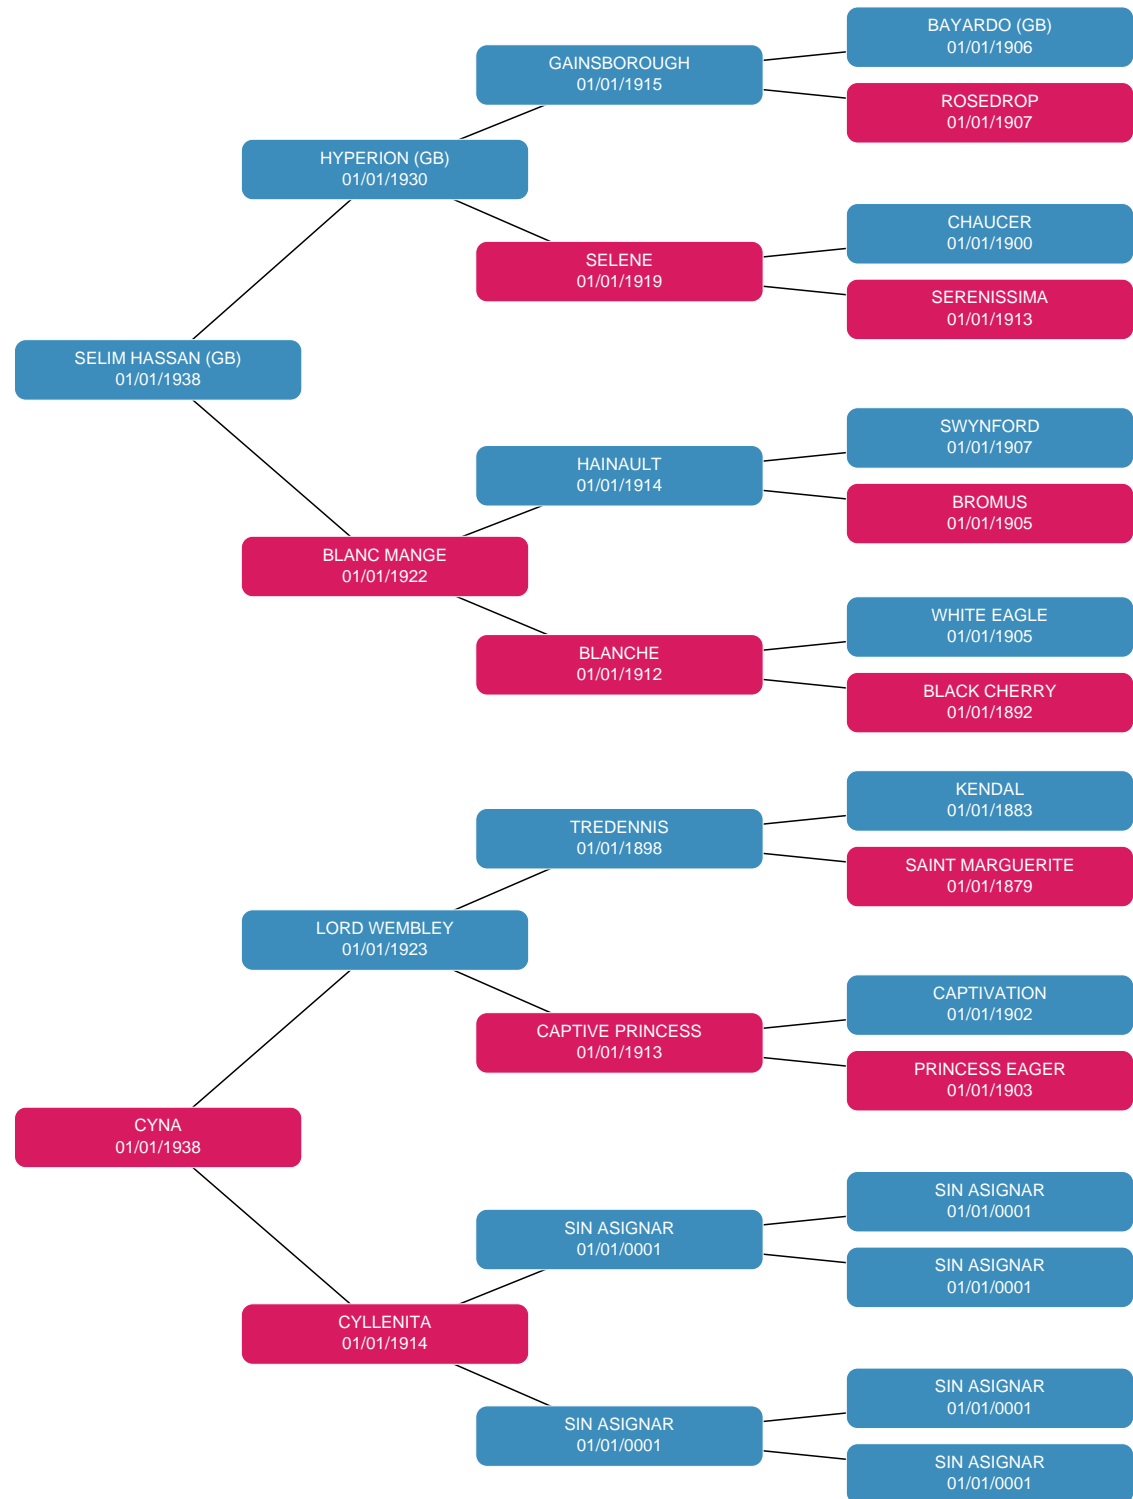 BAYARDO (GB)
01/01/1906
GAINSBOROUGH
01/01/1915
ROSEDROP
01/01/1907
HYPERION (GB)
01/01/1930
CHAUCER
01/01/1900
SELENE
01/01/1919
SERENISSIMA
01/01/1913
SELIM HASSAN (GB)
01/01/1938
SWYNFORD
01/01/1907
HAINAULT
01/01/1914
BROMUS
01/01/1905
BLANC MANGE
01/01/1922
WHITE EAGLE
01/01/1905
BLANCHE
01/01/1912
BLACK CHERRY
01/01/1892
KENDAL
01/01/1883
TREDENNIS
01/01/1898
SAINT MARGUERITE
01/01/1879
LORD WEMBLEY
01/01/1923
CAPTIVATION
01/01/1902
CAPTIVE PRINCESS
01/01/1913
PRINCESS EAGER
01/01/1903
CYNA
01/01/1938
SIN ASIGNAR
01/01/0001
SIN ASIGNAR
01/01/0001
SIN ASIGNAR
01/01/0001
CYLLENITA
01/01/1914
SIN ASIGNAR
01/01/0001
SIN ASIGNAR
01/01/0001
SIN ASIGNAR
01/01/0001